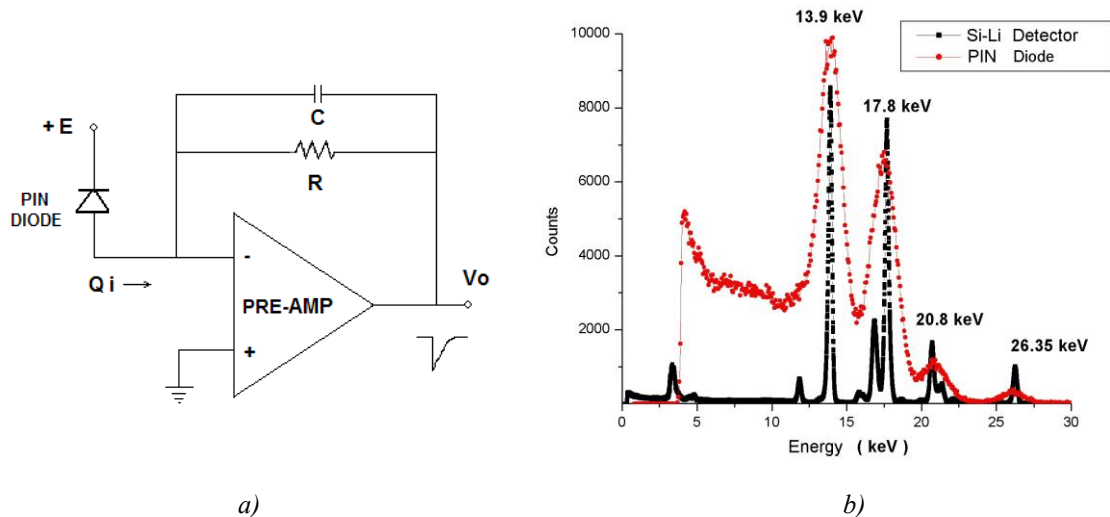 + E
PIN
DIODE
Q i →
C
R
-
PRE-AMP
+
Vo
a)
13.9 keV
Si-Li Detector
PIN Diode
17.8 keV
20.8 keV
26.35 keV
Counts
10000
8000
6000
4000
2000
0
5
10
15
20
25
30
Energy ( keV )
b)